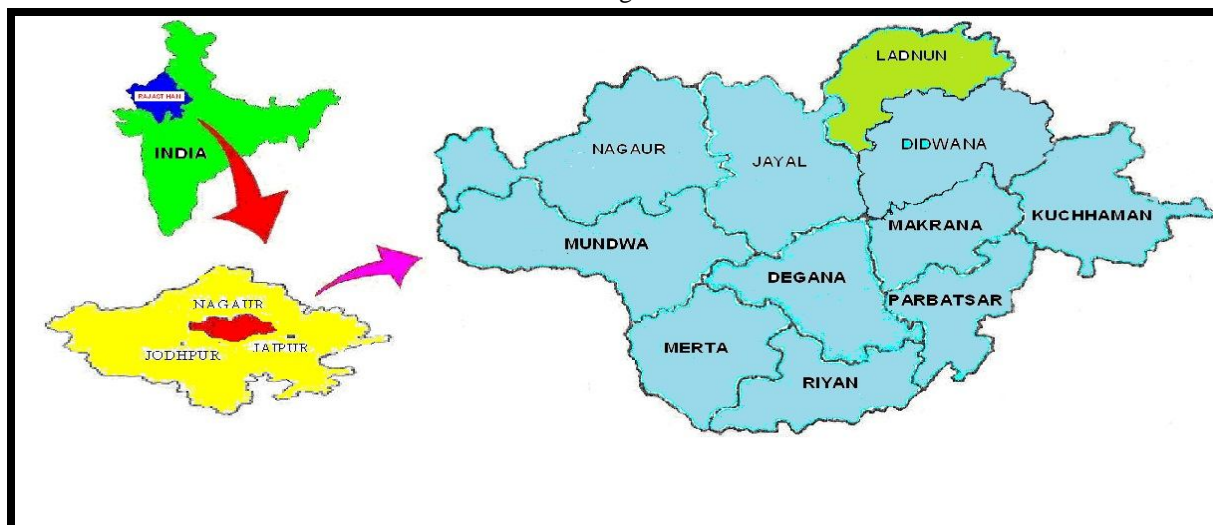 RAJASTHAN
INDIA
NAGAUR
JODHPUR
JAIPUR
LADNUN
NAGAUR
JAYAL
DIDWANA
MUNDWA
MAKRANA
KUCHHAMAN
DEGANA
PARBATSAR
MERTA
RIYAN